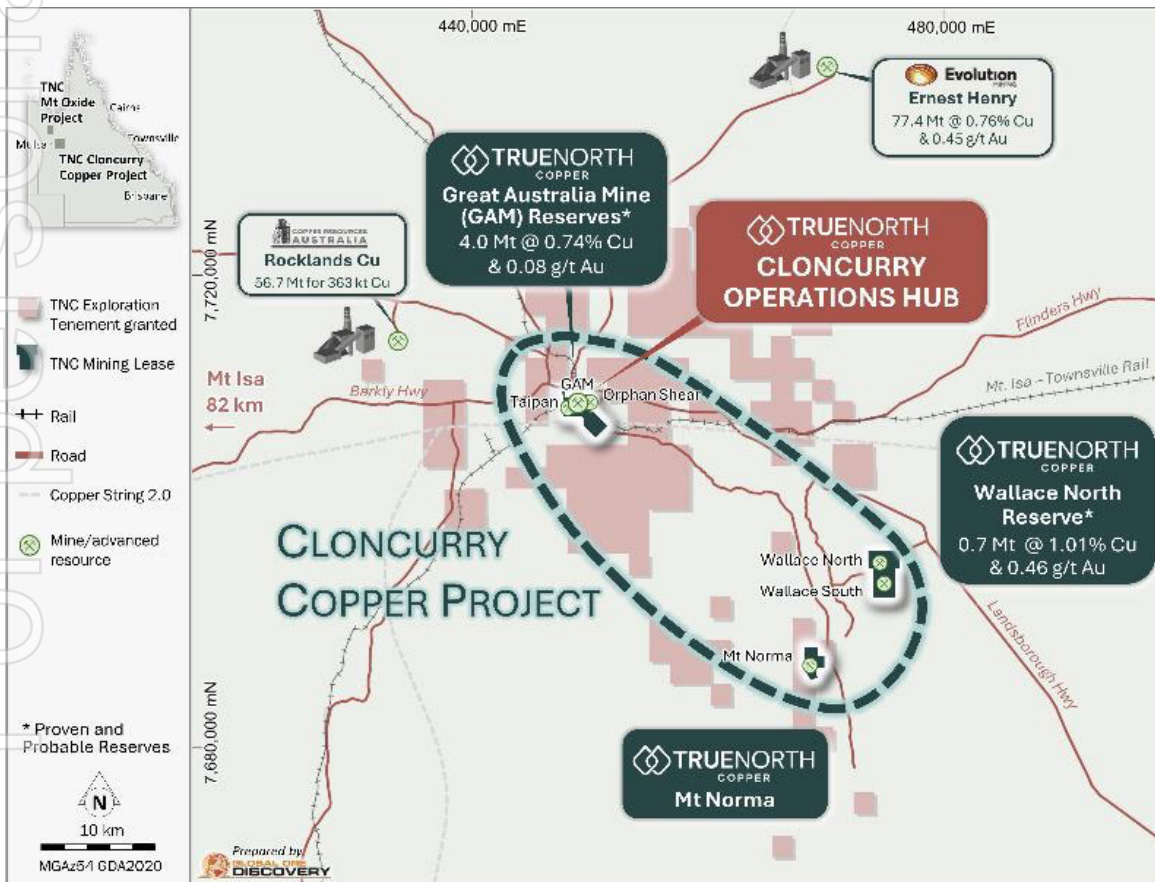 440,000 mE
480,000 mE
TNC
Mt Oxide
Project
Cairns
Townsville
Mt Isa
TNC Cloncurry
Copper Project
Brisbane
TNC Exploration
Tenement granted
TNC Mining Lease
Rail
Road
Copper String 2.0
Mine/advanced
resource
* Proven and
Probable Reserves
N
10 km
MGAz54 GDA2020
7,720,000 mN
7,680,000 mN
Evolution
MINING
Ernest Henry
77.4 Mt @ 0.76% Cu
& 0.45 g/t Au
TRUENORTH
COPPER
Great Australia Mine
(GAM) Reserves*
4.0 Mt @ 0.74% Cu
& 0.08 g/t Au
COPPER RESOURCES
AUSTRALIA
Rocklands Cu
56.7 Mt for 363 kt Cu
TRUENORTH
COPPER
CLONCURRY
OPERATIONS HUB
Flinders Hwy
Mt. Isa - Townsville Rail
Mt Isa
82 km
Barkly Hwy
GAM
Taipan
Orphan Shear
TRUENORTH
COPPER
Wallace North
Reserve*
0.7 Mt @ 1.01% Cu
& 0.46 g/t Au
CLONCURRY
COPPER PROJECT
Wallace North
Wallace South
Mt Norma
Landsborough Hwy
TRUENORTH
COPPER
Mt Norma
Prepared by
GLOBAL ORE
DISCOVERY